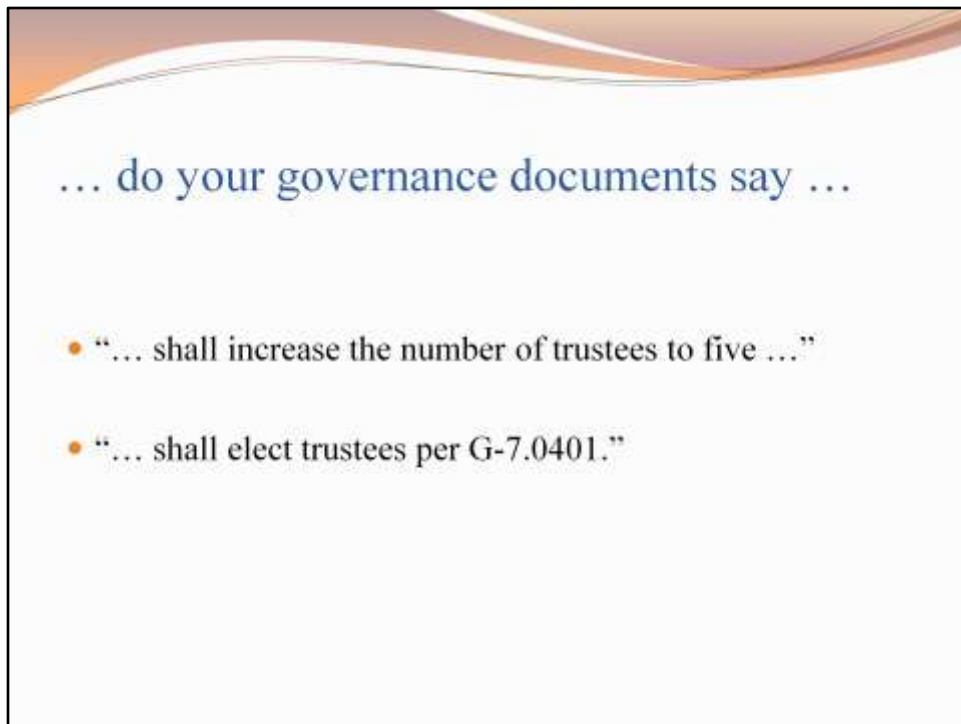 … do your governance documents say …
• “… shall increase the number of trustees to five …”
• “… shall elect trustees per G-7.0401.”